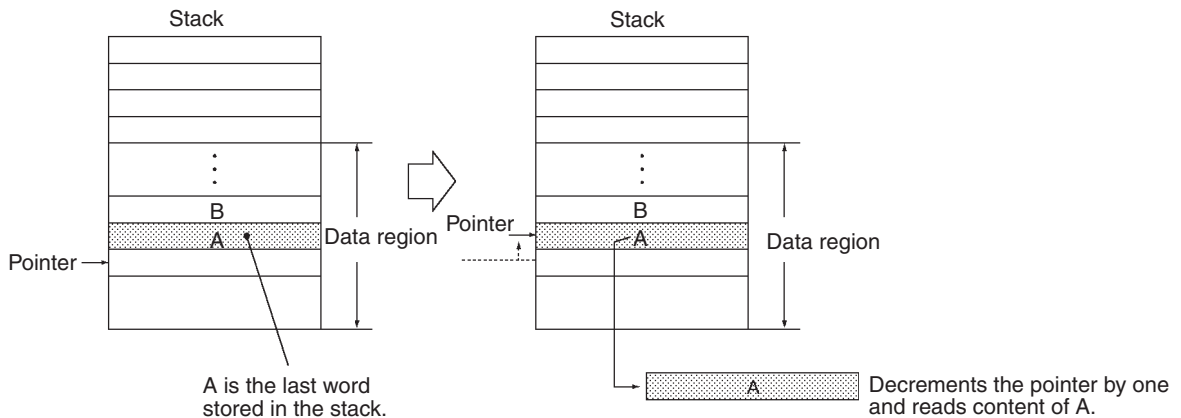 Stack
Stack
B
A
Data region
Pointer
B
Pointer
A
Data region
A is the last word
stored in the stack.
A
Decrements the pointer by one
and reads content of A.